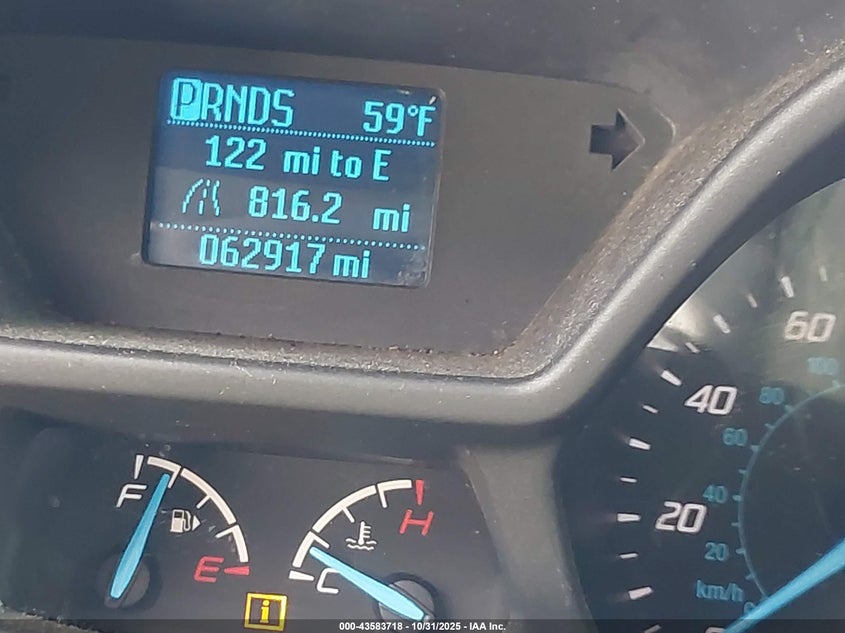 PRNDS 59°F
122 mi to E
816.2 mi
062917 mi
60
100
40 80
60
20 40
20
km/h
0
F
H
E
C
i
000-43583718 - 10/31/2025 - IAA Inc.